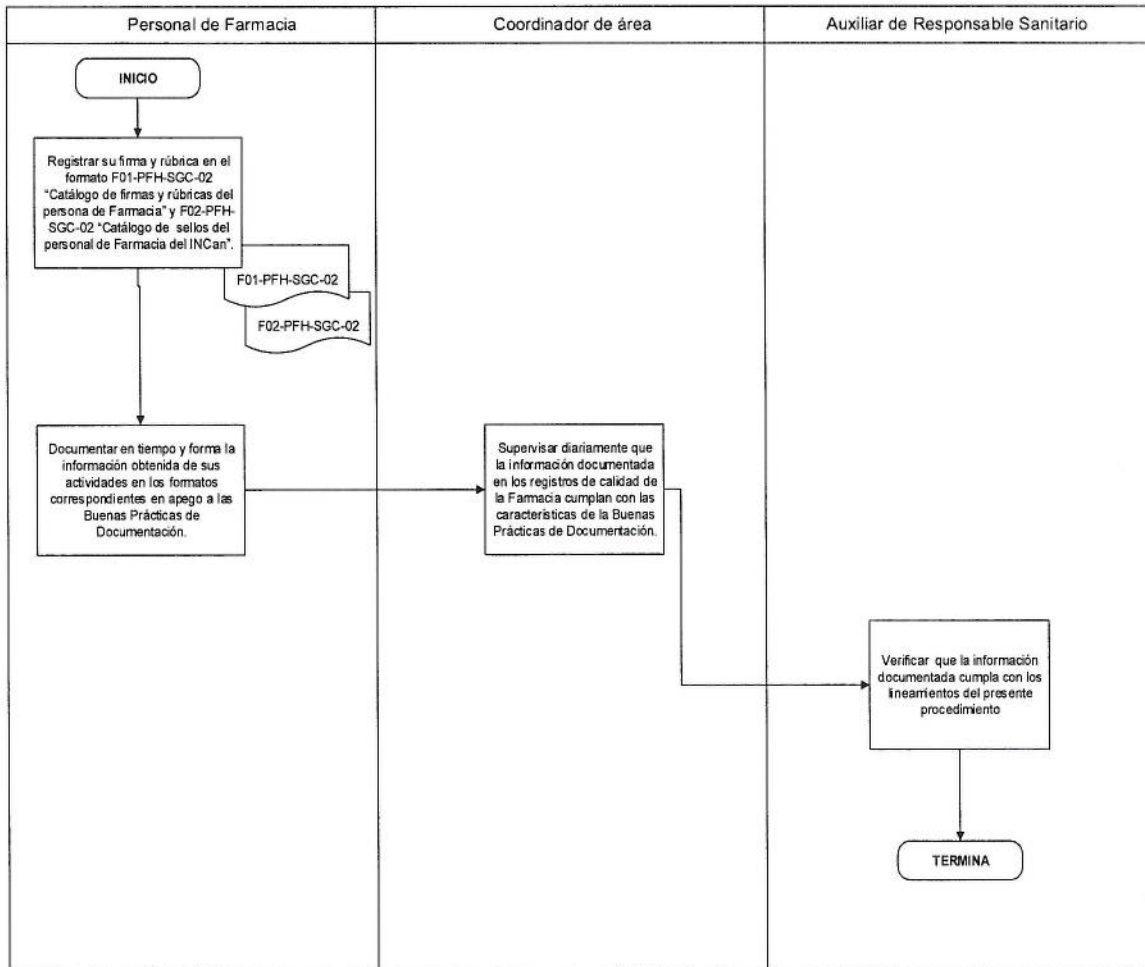 Personal de Farmacia
Coordinador de área
Auxiliar de Responsable Sanitario
INICIO
Registrar su firma y rúbrica en el
formato F01-PFH-SGC-02
"Catálogo de firmas y rúbricas del
persona de Farmacia" y F02-PFH-
SGC-02 "Catálogo de sellos del
personal de Farmacia del INCan".
F01-PFH-SGC-02
F02-PFH-SGC-02
Documentar en tiempo y forma la
información obtenida de sus
actividades en los formatos
correspondientes en apego a las
Buenas Prácticas de
Documentación.
Supervisar diariamente que
la información documentada
en los registros de calidad de
la Farmacia cumplan con las
características de la Buenas
Prácticas de Documentación.
Verificar que la información
documentada cumpla con los
lineamientos del presente
procedimiento
TERMINA